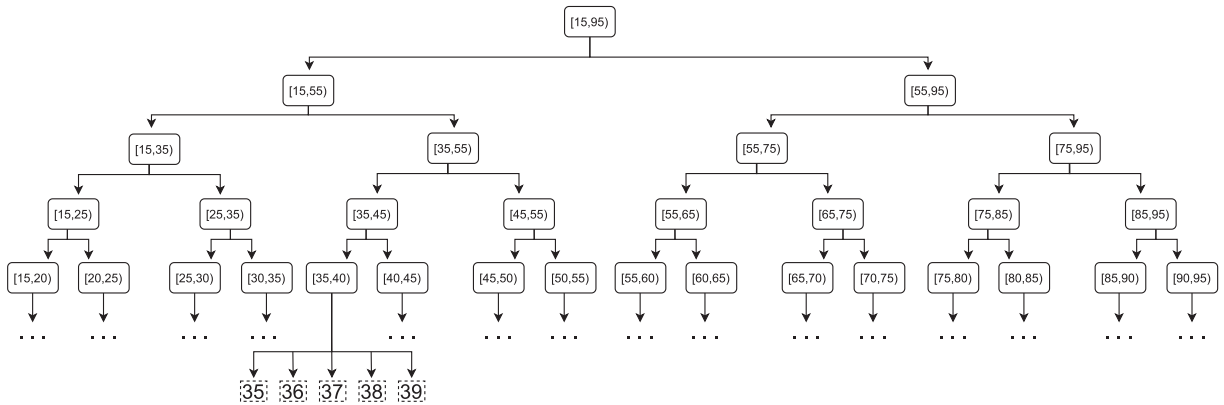 [15,95)
[15,55) [55,95)
[15,35) [35,55) [55,75) [75,95)
[15,25) [25,35) [35,45) [45,55) [55,65) [65,75) [75,85) [85,95)
[15,20) [20,25) [25,30) [30,35) [35,40) [40,45) [45,50) [50,55) [55,60) [60,65) [65,70) [70,75) [75,80) [80,85) [85,90) [90,95)
... ... ... ... ... ... ... ... ... ... ... ... ... ... ...
35 36 37 38 39